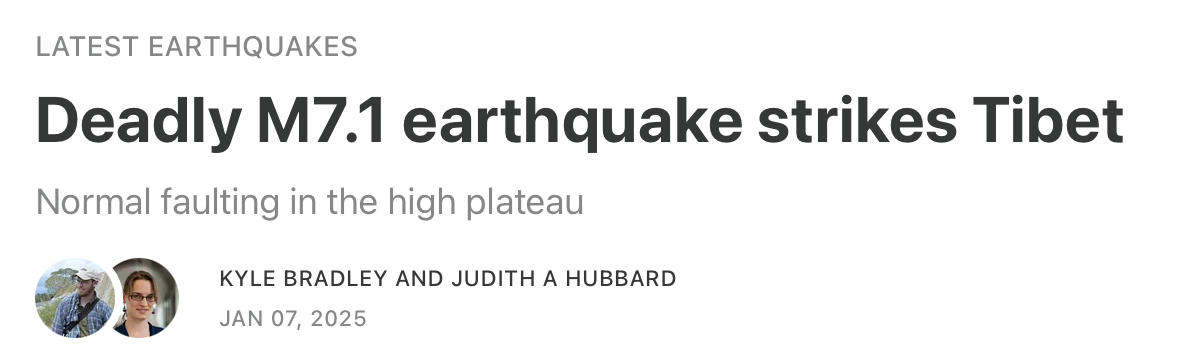 LATEST EARTHQUAKES
Deadly M7.1 earthquake strikes Tibet
Normal faulting in the high plateau
KYLE BRADLEY AND JUDITH A HUBBARD
JAN 07, 2025